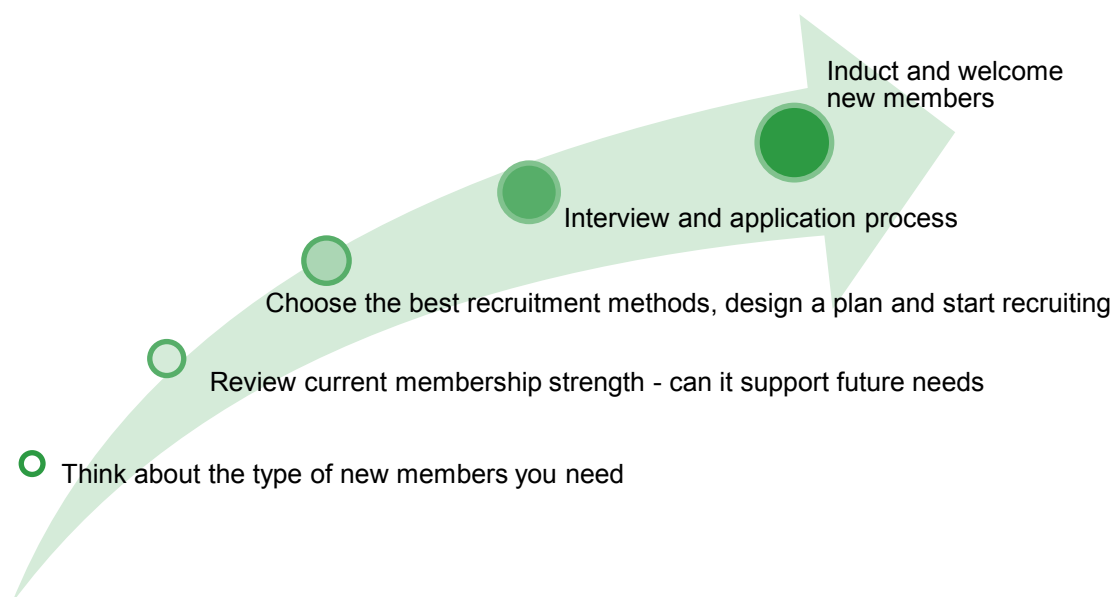 Induct and welcome
new members
Interview and application process
Choose the best recruitment methods, design a plan and start recruiting
Review current membership strength - can it support future needs
Think about the type of new members you need